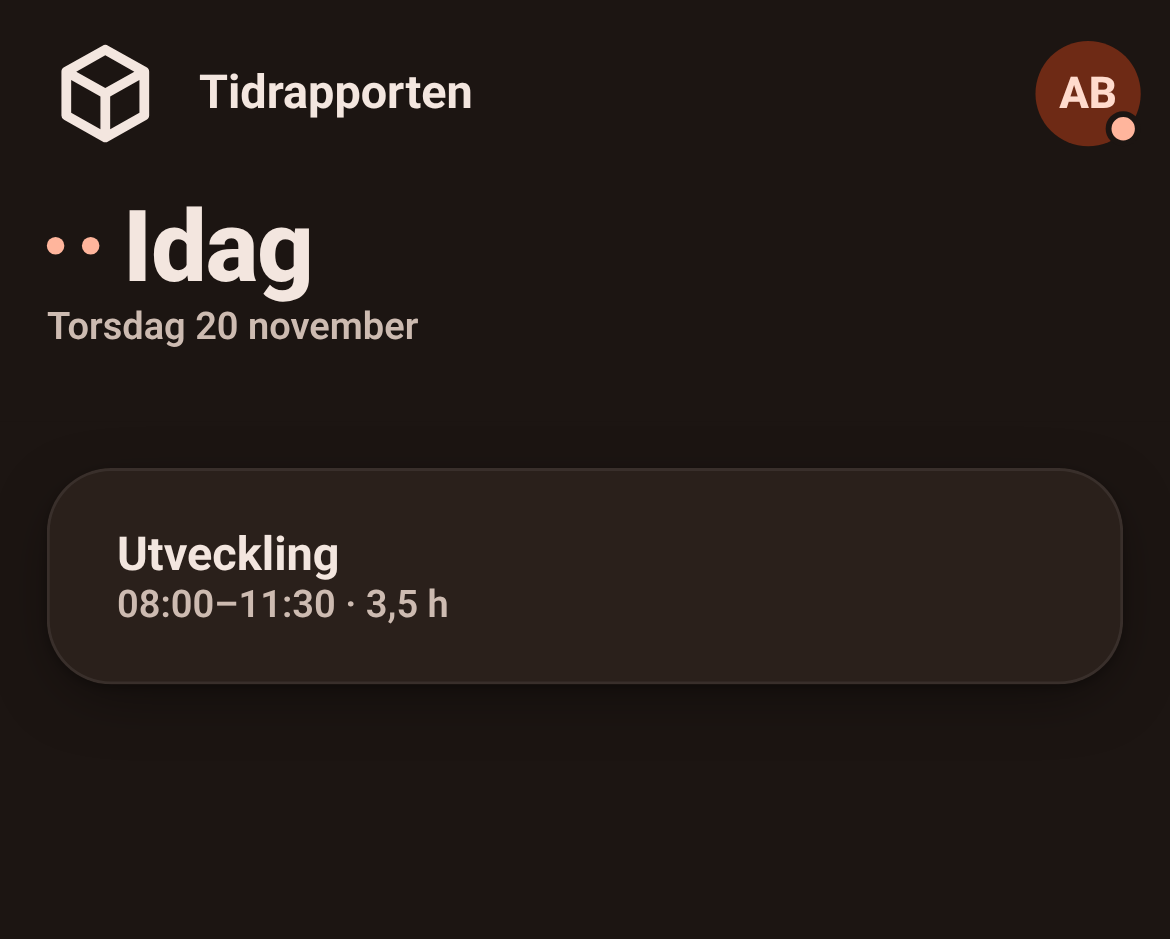 Tidrapporten
AB
Idag
Torsdag 20 november
Utveckling
08:00–11:30 · 3,5 h